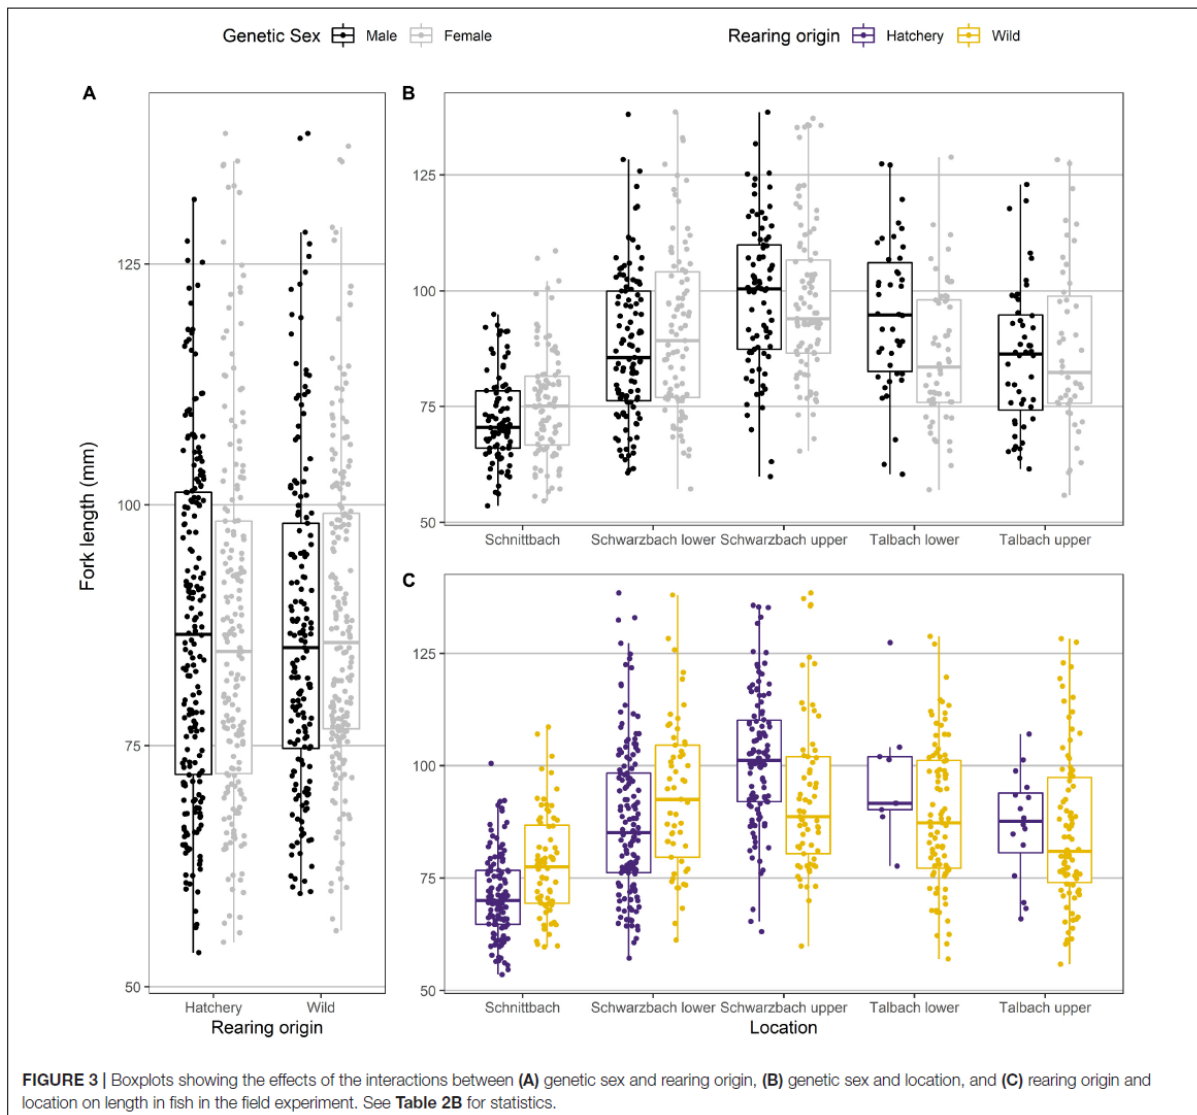 Genetic Sex Male Female
Rearing origin Hatchery Wild
A
Fork length (mm)
125
100
75
50
Hatchery Wild
Rearing origin
B
125
100
75
50
Schnittbach Schwarzbach lower Schwarzbach upper Talbach lower Talbach upper
C
125
100
75
50
Schnittbach Schwarzbach lower Schwarzbach upper Talbach lower Talbach upper
Location
FIGURE 3 | Boxplots showing the effects of the interactions between (A) genetic sex and rearing origin, (B) genetic sex and location, and (C) rearing origin and
location on length in fish in the field experiment. See Table 2B for statistics.